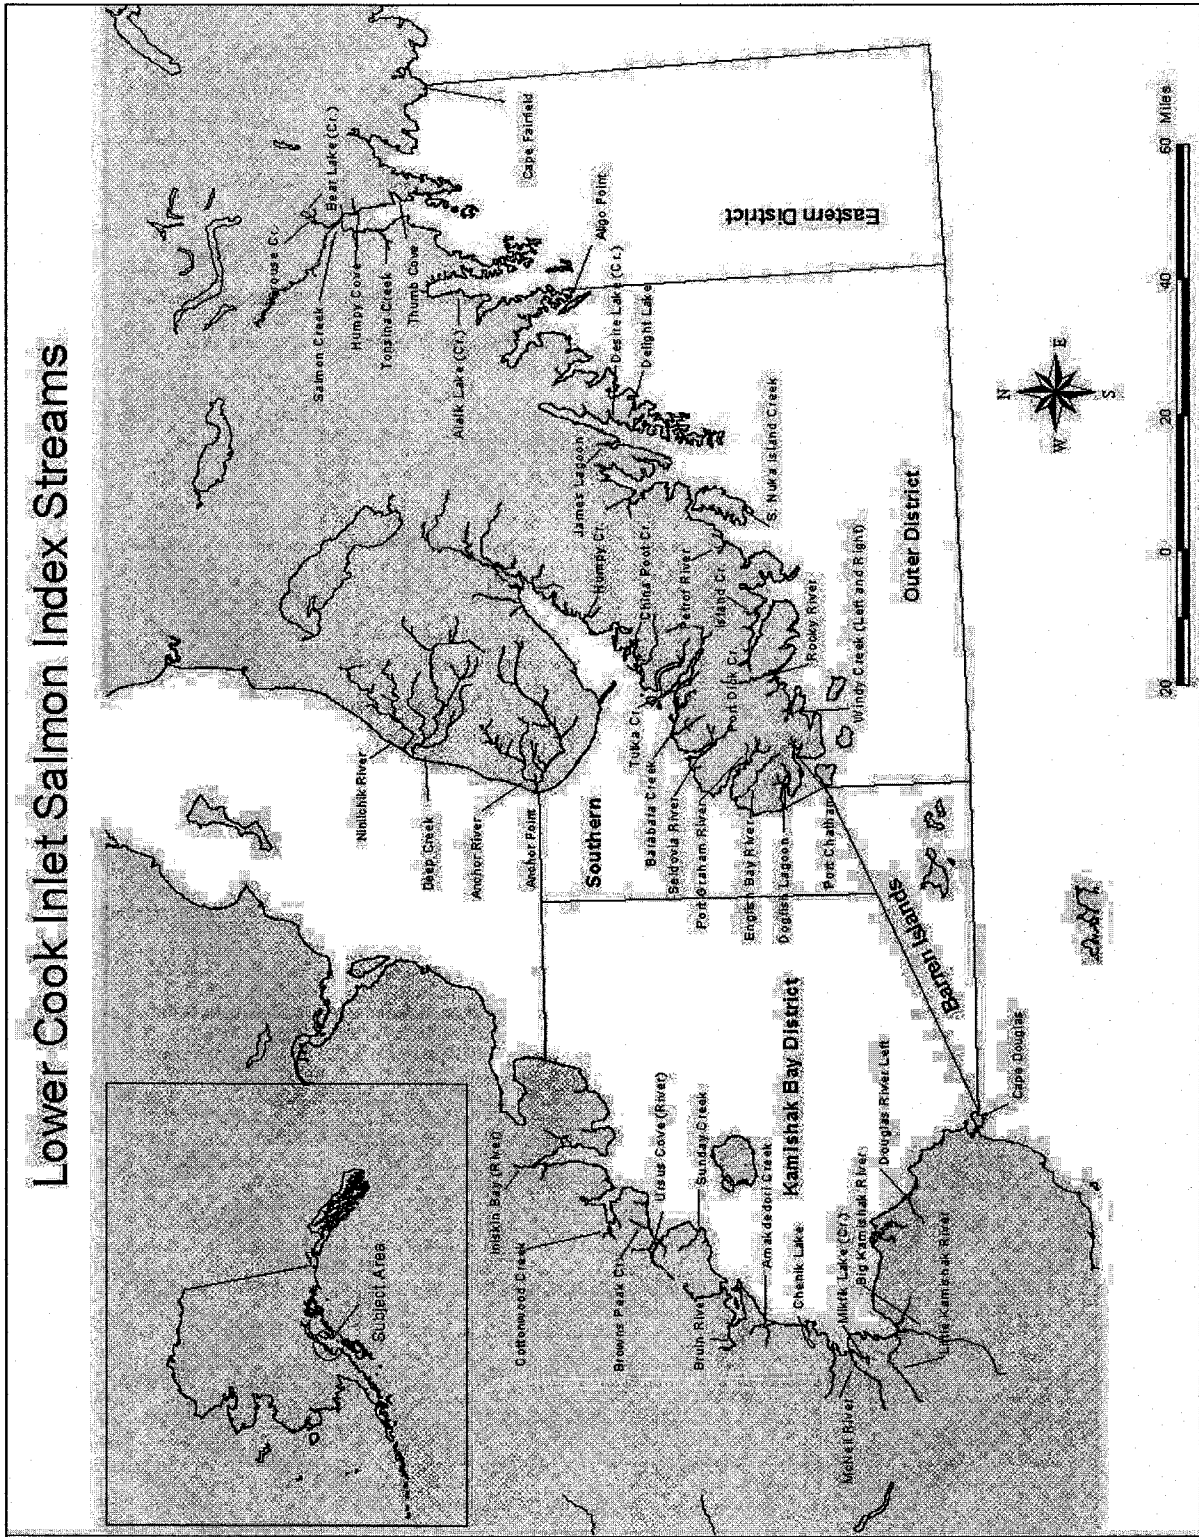 Lower Cook Inlet Salmon Index Streams
Subject Area
Bear Lake (Cr.)
Salmon Creek
Humpy Cove
Tonsina Creek
Thumb Cove
Aialik Lake (Cr.)
Cape Fairfield
Aligo Point
Eastern District
Desire Lake (Cr.)
Delight Lake
James Lagoon
Humpy Cr.
China Poot Cr.
Petrof River
Island Cr.
S. Nuka Island Creek
Port Dick Cr.
Rocky River
Windy Creek (Left and Right)
Outer District
Ninilchik River
Deep Creek
Anchor River
Anchor Point
Southern
Tutka Cr.
Barabara Creek
Seldovia River
Port Graham River
English Bay River
Dogfish Lagoon
Port Chatham
Barren Islands
Kamishak Bay District
Iniskin Bay (River)
Cottonwood Creek
Browns Peak Cr.
Ursus Cove (River)
Sunday Creek
Bruin River
Amakdedori Creek
Chenik Lake
Mikfik Lake (Cr.)
McNeil River
Big Kamishak River
Little Kamishak River
Douglas River Left
Cape Douglas
N
W
E
S
20
0
20
40
60 Miles